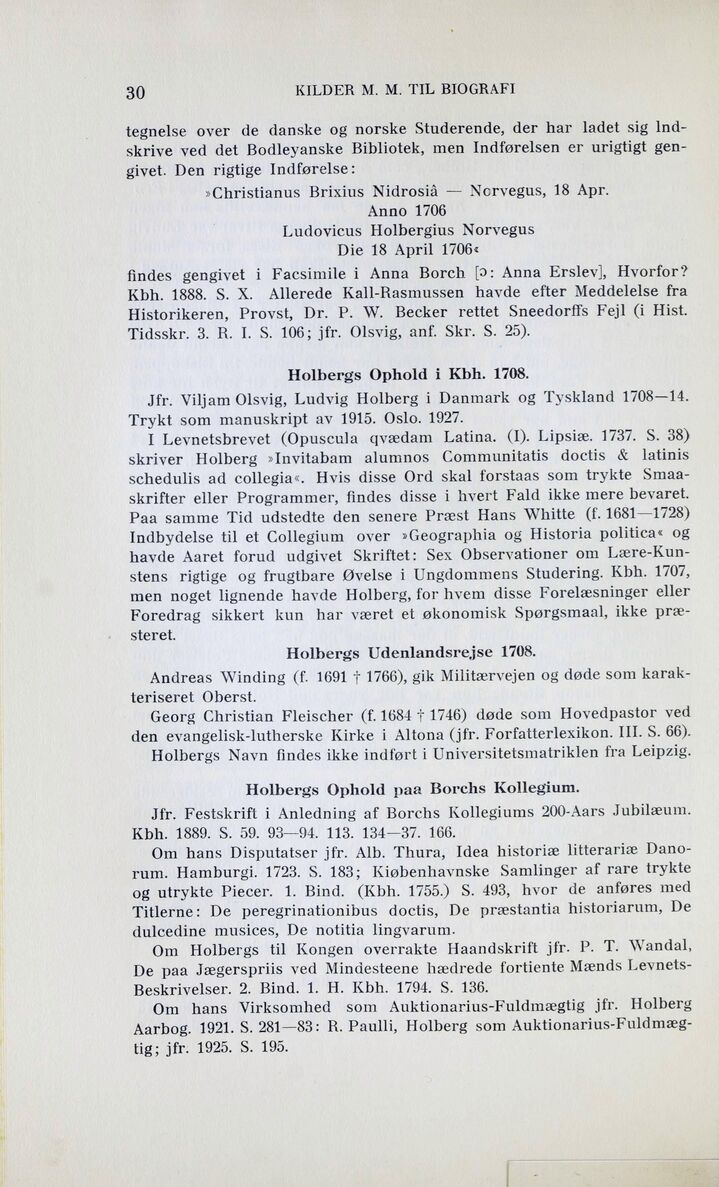 30 KILDER M. M. TIL BIOGRAFI
tegnelse over de danske og norske Studerende, der har ladet sig Ind-
skrive ved det Bodleyanske Bibliotek, men Indførelsen er urigtigt gen-
givet. Den rigtige Indførelse:
»Christianus Brixius Nidrosiâ — Norvegus, 18 Apr.
Anno 1706
Ludovicus Holbergius Norvegus
Die 18 April 1706«
findes gengivet i Facsimile i Anna Borch [ɔ: Anna Erslev], Hvorfor?
Kbh. 1888. S. X. Allerede Kall-Rasmussen havde efter Meddelelse fra
Historikeren, Provst, Dr. P. W. Becker rettet Sneedorffs Fejl (i Hist.
Tidsskr. 3. R. I. S. 106; jfr. Olsvig, anf. Skr. S. 25).
Holbergs Ophold i Kbh. 1708.
Jfr. Viljam Olsvig, Ludvig Holberg i Danmark og Tyskland 1708—14.
Trykt som manuskript av 1915. Oslo. 1927.
I Levnetsbrevet (Opuscula qvædam Latina. (I). Lipsiæ. 1737. S. 38)
skriver Holberg »Invitabam alumnos Communitatis doctis & latinis
schedulis ad collegia«. Hvis disse Ord skal forstaas som trykte Smaa-
skrifter eller Programmer, findes disse i hvert Fald ikke mere bevaret.
Paa samme Tid udstedte den senere Præst Hans Whitte (f. 1681—1728)
Indbydelse til et Collegium over »Geographia og Historia politica« og
havde Aaret forud udgivet Skriftet: Sex Observationer om Lære-Kun-
stens rigtige og frugtbare Øvelse i Ungdommens Studering. Kbh. 1707,
men noget lignende havde Holberg, for hvem disse Forelæsninger eller
Foredrag sikkert kun har været et økonomisk Spørgsmaal, ikke præ-
steret.
Holbergs Udenlandsrejse 1708.
Andreas Winding (f. 1691 † 1766), gik Militærvejen og døde som karak-
teriseret Oberst.
Georg Christian Fleischer (f. 1684 † 1746) døde som Hovedpastor ved
den evangelisk-lutherske Kirke i Altona (jfr. Forfatterlexikon. III. S. 66).
Holbergs Navn findes ikke indført i Universitetsmatriklen fra Leipzig.
Holbergs Ophold paa Borchs Kollegium.
Jfr. Festskrift i Anledning af Borchs Kollegiums 200-Aars Jubilæum.
Kbh. 1889. S. 59. 93—94. 113. 134—37. 166.
Om hans Disputatser jfr. Alb. Thura, Idea historiæ litterariæ Dano-
rum. Hamburgi. 1723. S. 183; Kiøbenhavnske Samlinger af rare trykte
og utrykte Piecer. 1. Bind. (Kbh. 1755.) S. 493, hvor de anføres med
Titlerne: De peregrinationibus doctis, De præstantia historiarum, De
dulcedine musices, De notitia lingvarum.
Om Holbergs til Kongen overrakte Haandskrift jfr. P. T. Wandal,
De paa Jægerspriis ved Mindesteene hædrede fortiente Mænds Levnets-
Beskrivelser. 2. Bind. 1. H. Kbh. 1794. S. 136.
Om hans Virksomhed som Auktionarius-Fuldmægtig jfr. Holberg
Aarbog. 1921. S. 281—83: R. Paulli, Holberg som Auktionarius-Fuldmæg-
tig; jfr. 1925. S. 195.